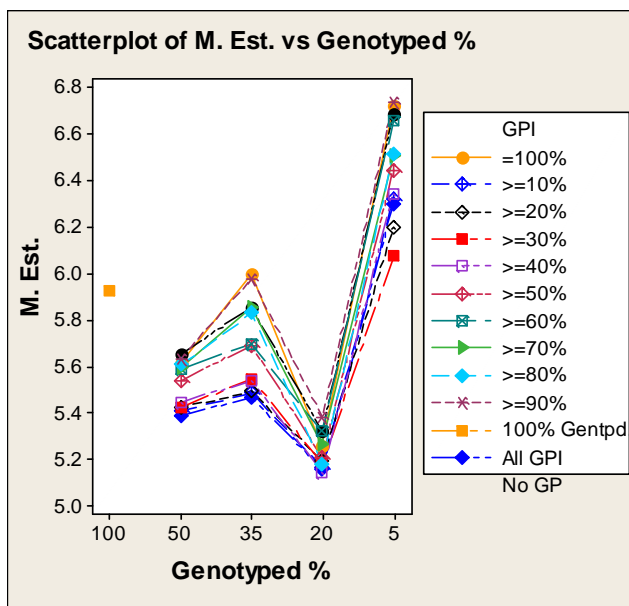 Scatterplot of M. Est. vs Genotyped %
6.8
6.6
6.4
6.2
6.0
5.8
5.6
5.4
5.2
5.0
M. Est.
100 50 35 20 5
Genotyped %
GPI
=100%
>=10%
>=20%
>=30%
>=40%
>=50%
>=60%
>=70%
>=80%
>=90%
100% Gentpd
All GPI
No GP